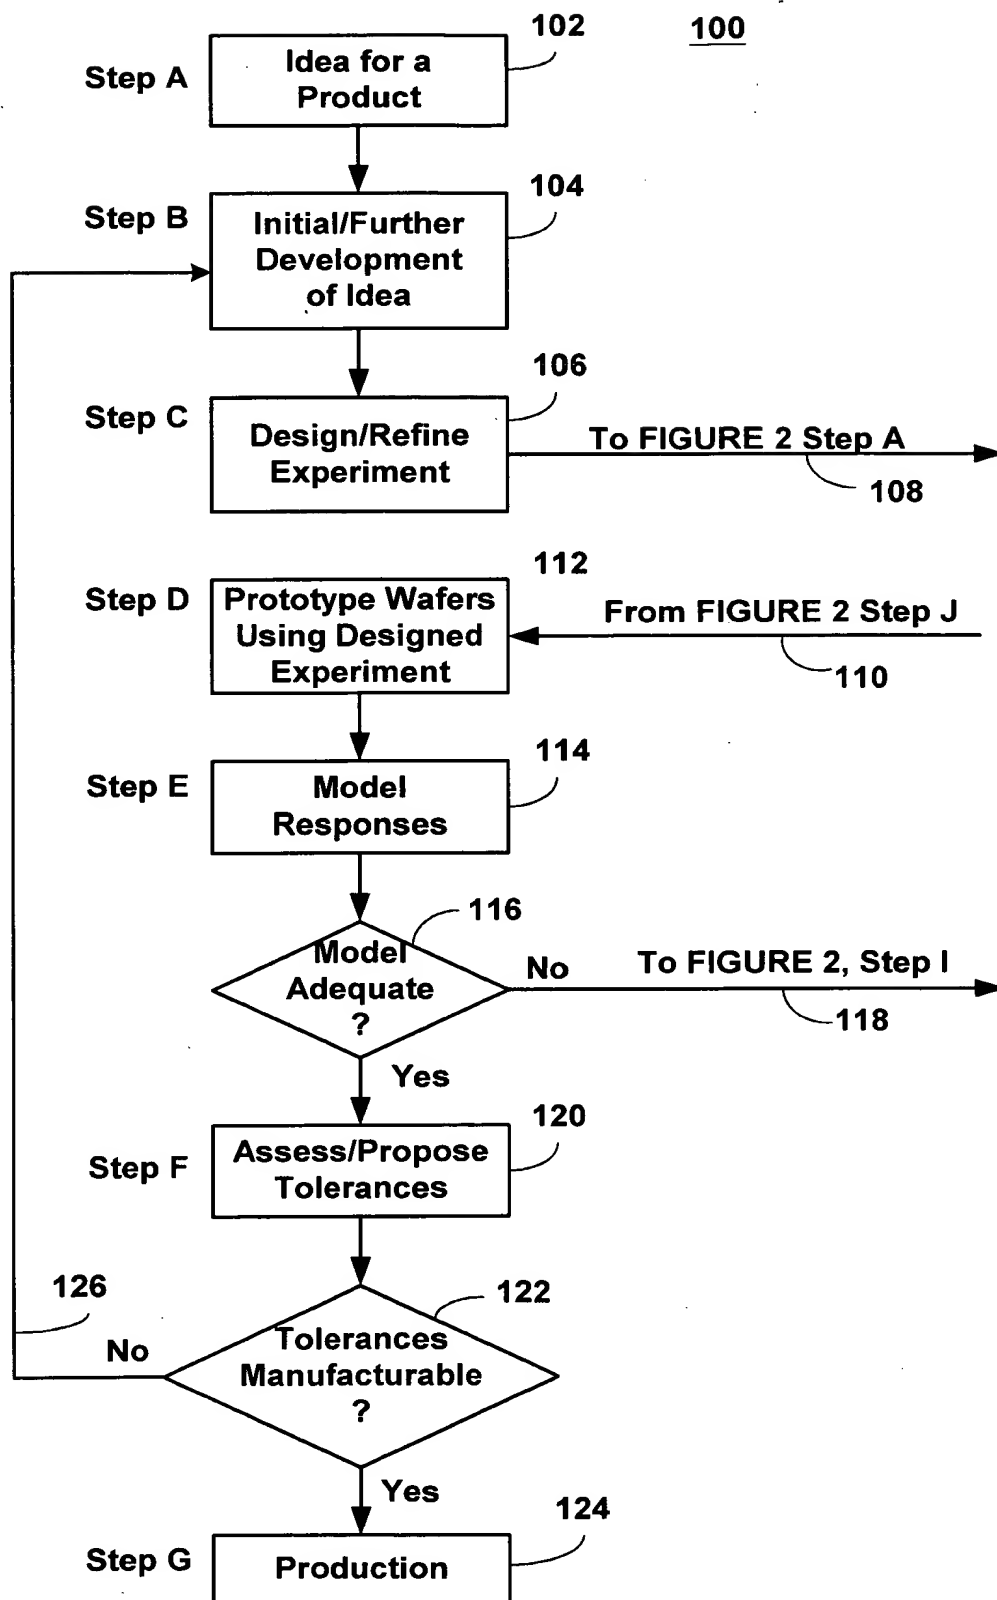 102
100
Step A
Idea for a
Product
104
Step B
Initial/Further
Development
of Idea
106
Step C
Design/Refine
Experiment
To FIGURE 2 Step A
108
112
Step D
Prototype Wafers
Using Designed
Experiment
From FIGURE 2 Step J
110
114
Step E
Model
Responses
116
Model
Adequate
?
No
To FIGURE 2, Step I
118
Yes
120
Step F
Assess/Propose
Tolerances
126
122
No
Tolerances
Manufacturable
?
Yes
124
Step G
Production